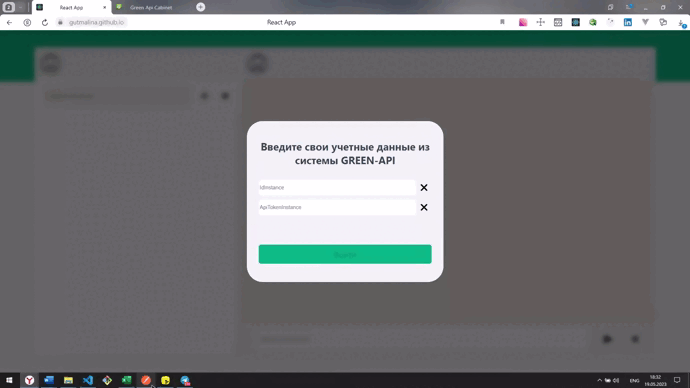 2
React App
Green Api Cabinet
gutmalina.github.io
React App
Введите свои учетные данные из
системы GREEN-API
IdInstance
ApiTokenInstance
Войти
ENG
18:32
19.05.2023